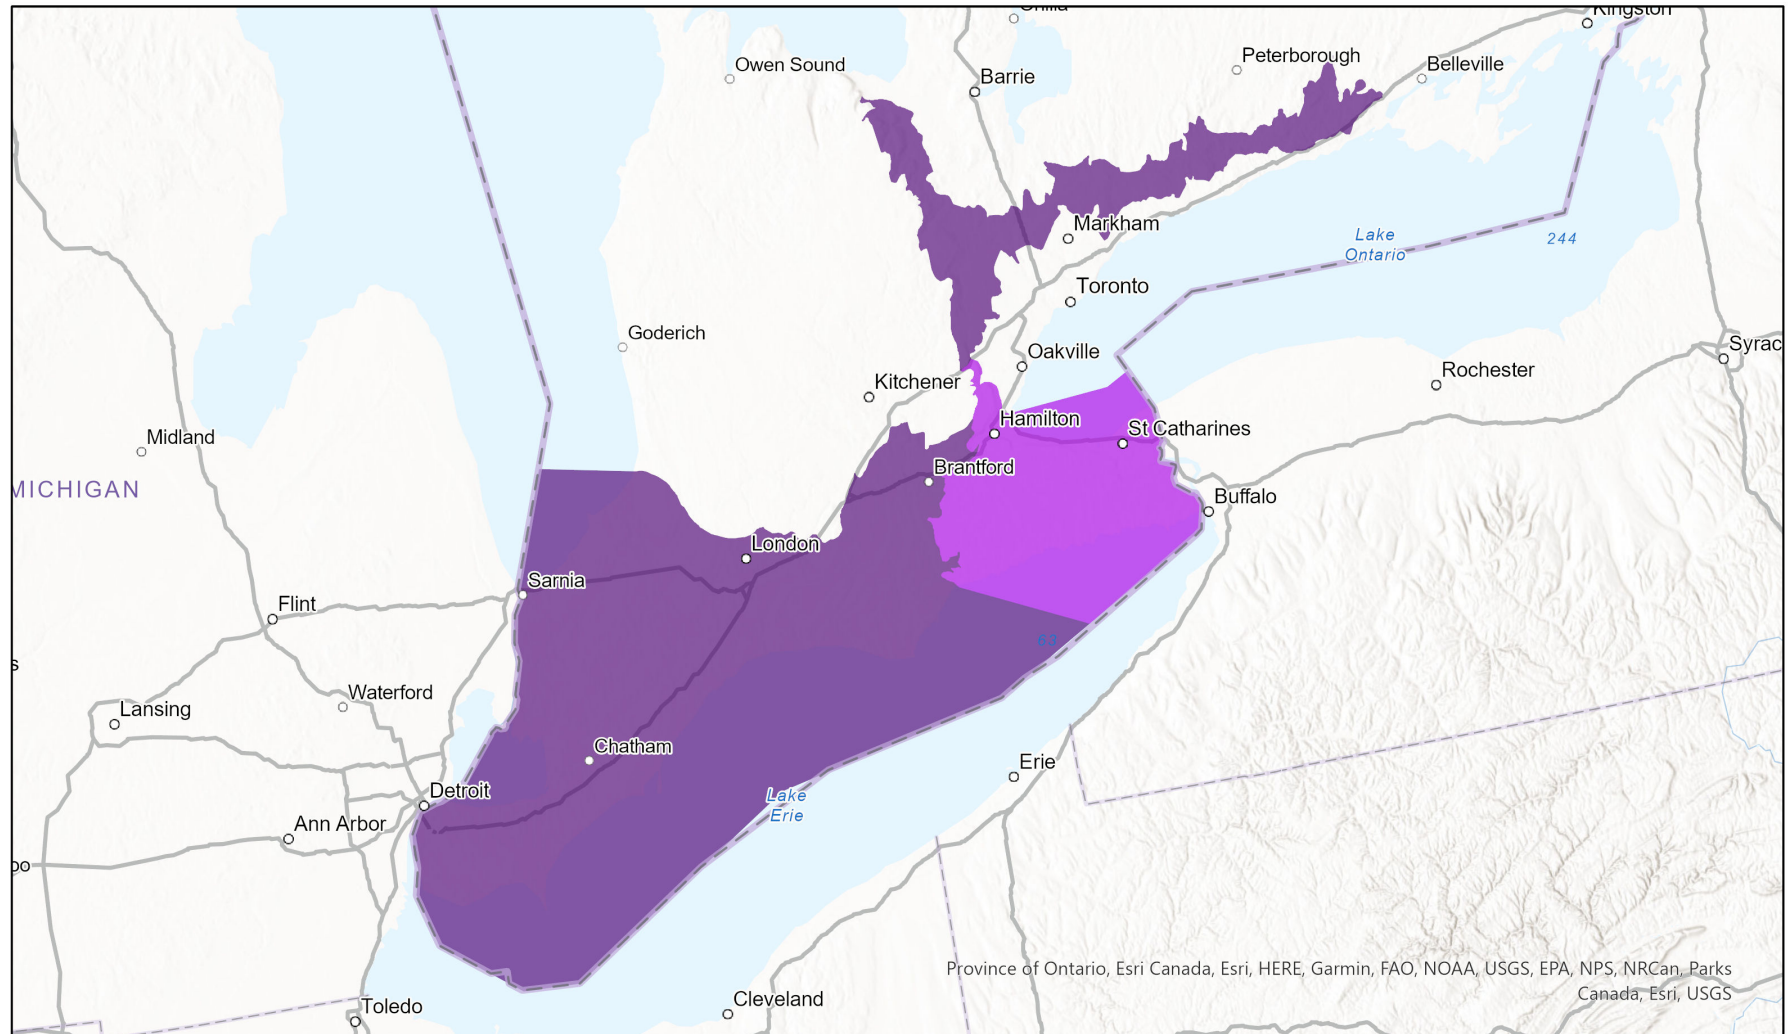 Kingston
Owen Sound
Peterborough
Belleville
Barrie
Markham
Lake
Ontario
244
Toronto
Goderich
Oakville
Syrac
Kitchener
Rochester
Hamilton
St Catharines
Midland
Brantford
MICHIGAN
Buffalo
London
Sarnia
Flint
63
s
Waterford
Lansing
Chatham
Erie
Detroit
Lake
Erie
Ann Arbor
oo
Province of Ontario, Esri Canada, Esri, HERE, Garmin, FAO, NOAA, USGS, EPA, NPS, NRCan, Parks
Canada, Esri, USGS
Toledo
Cleveland